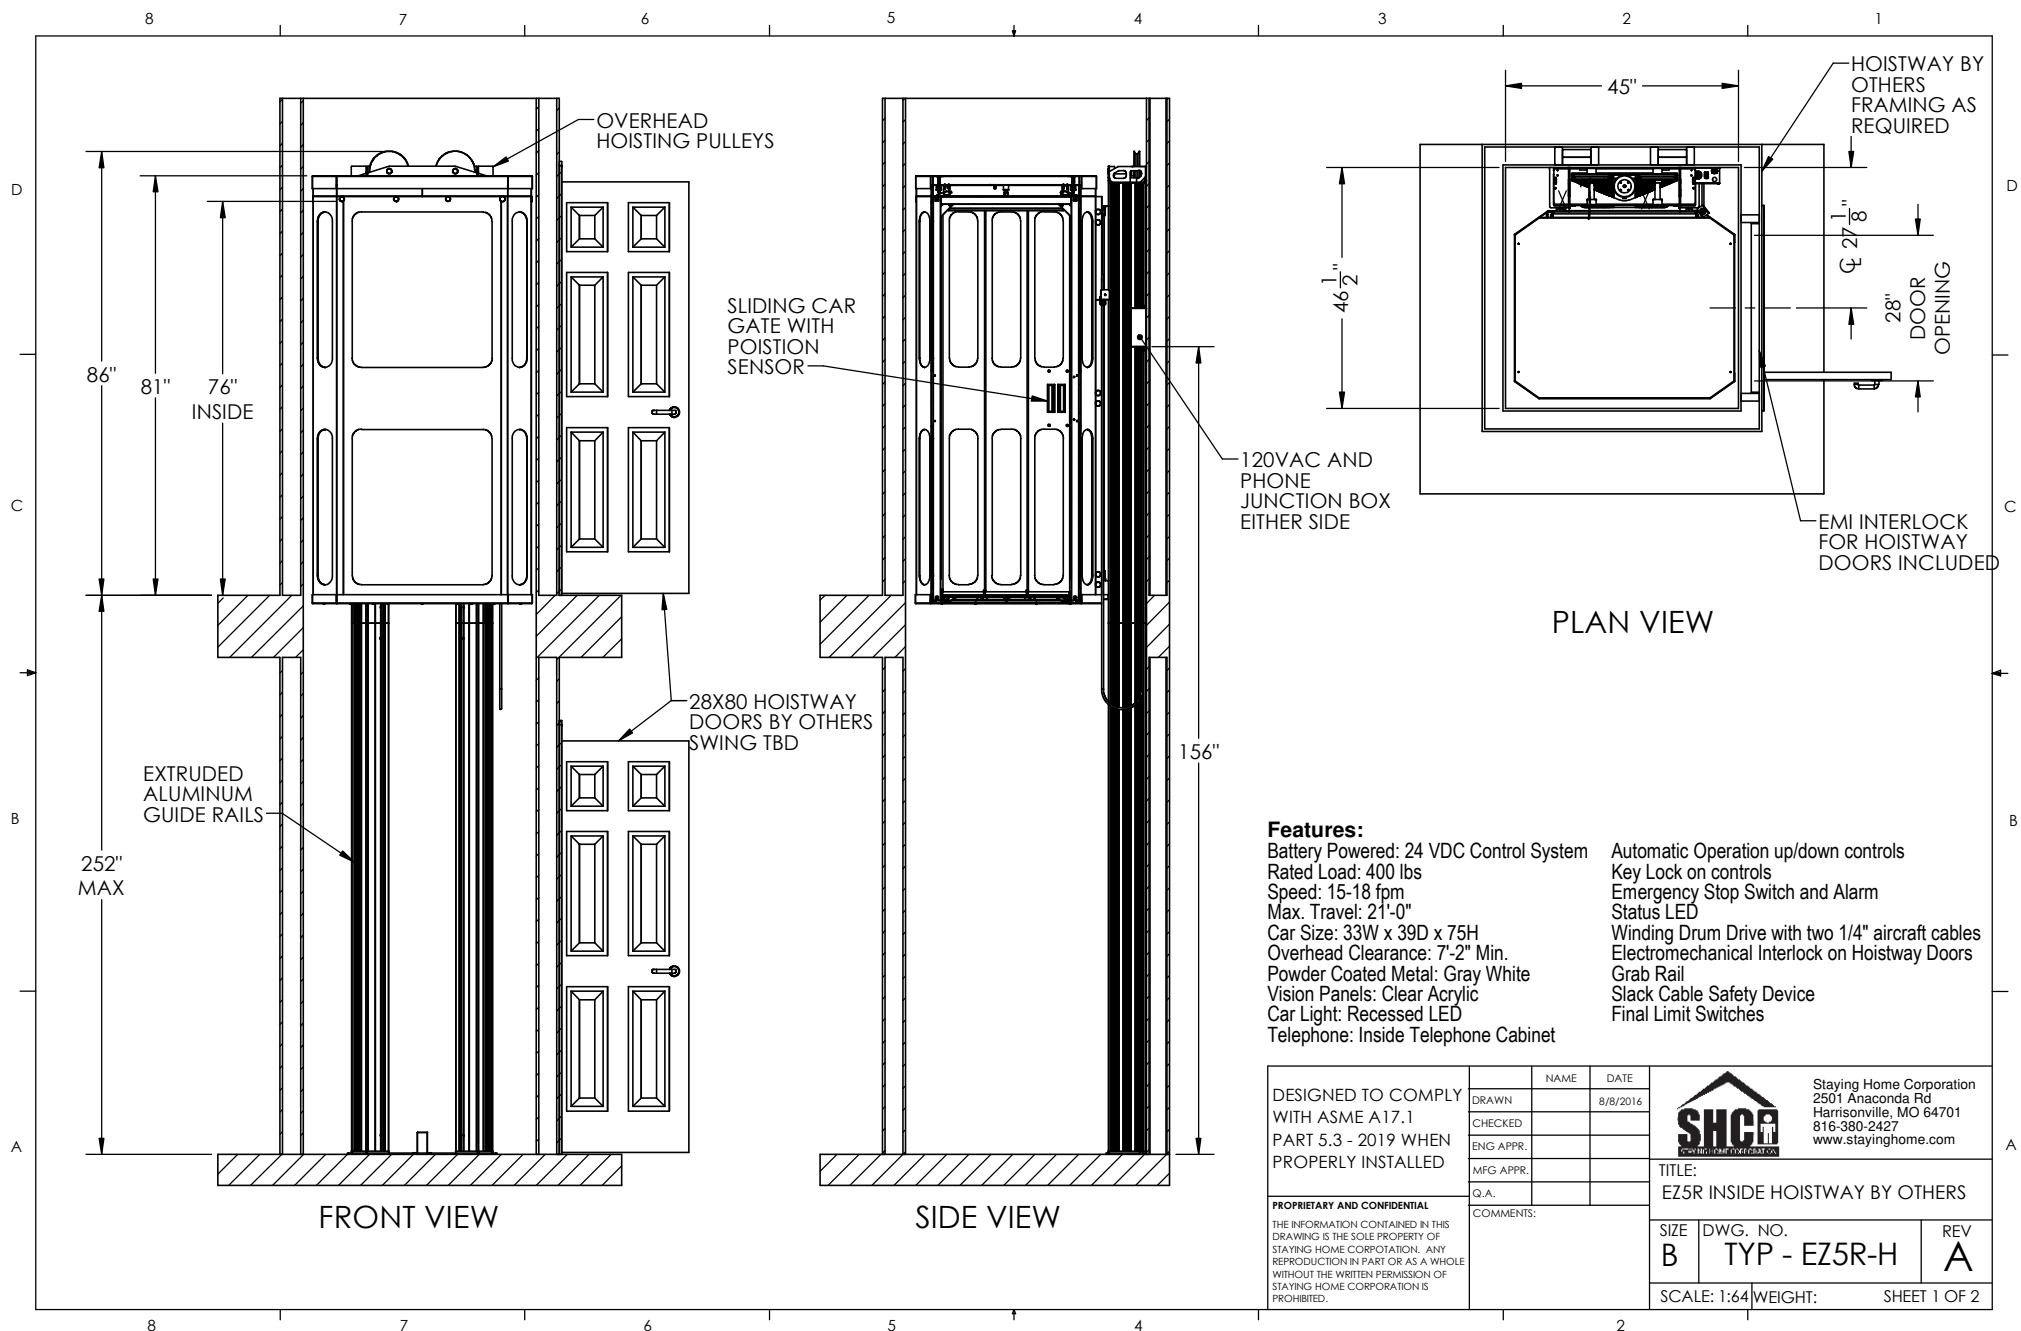 8 7 6 5 4 3 2 1
D
C
B
A
D
C
B
A
OVERHEAD
HOISTING PULLEYS
86"
81"
76"
INSIDE
28X80 HOISTWAY
DOORS BY OTHERS
SWING TBD
EXTRUDED
ALUMINUM
GUIDE RAILS
252"
MAX
FRONT VIEW
SLIDING CAR
GATE WITH
POISTION
SENSOR
120VAC AND
PHONE
JUNCTION BOX
EITHER SIDE
156"
SIDE VIEW
45"
HOISTWAY BY
OTHERS
FRAMING AS
REQUIRED
46 1/2"
℄ 27 1/8"
28"
DOOR
OPENING
EMI INTERLOCK
FOR HOISTWAY
DOORS INCLUDED
PLAN VIEW
Features:
Battery Powered: 24 VDC Control System
Rated Load: 400 lbs
Speed: 15-18 fpm
Max. Travel: 21'-0"
Car Size: 33W x 39D x 75H
Overhead Clearance: 7'-2" Min.
Powder Coated Metal: Gray White
Vision Panels: Clear Acrylic
Car Light: Recessed LED
Telephone: Inside Telephone Cabinet
Automatic Operation up/down controls
Key Lock on controls
Emergency Stop Switch and Alarm
Status LED
Winding Drum Drive with two 1/4" aircraft cables
Electromechanical Interlock on Hoistway Doors
Grab Rail
Slack Cable Safety Device
Final Limit Switches
DESIGNED TO COMPLY
WITH ASME A17.1
PART 5.3 - 2019 WHEN
PROPERLY INSTALLED
PROPRIETARY AND CONFIDENTIAL
THE INFORMATION CONTAINED IN THIS
DRAWING IS THE SOLE PROPERTY OF
STAYING HOME CORPOTATION. ANY
REPRODUCTION IN PART OR AS A WHOLE
WITHOUT THE WRITTEN PERMISSION OF
STAYING HOME CORPORATION IS
PROHIBITED.
NAME DATE
DRAWN 8/8/2016
CHECKED
ENG APPR.
MFG APPR.
Q.A.
COMMENTS:
SHC
STAYING HOME CORPORATION
Staying Home Corporation
2501 Anaconda Rd
Harrisonville, MO 64701
816-380-2427
www.stayinghome.com
TITLE:
EZ5R INSIDE HOISTWAY BY OTHERS
SIZE
B
DWG. NO.
TYP - EZ5R-H
REV
A
SCALE: 1:64 WEIGHT: SHEET 1 OF 2
8 7 6 5 4 2